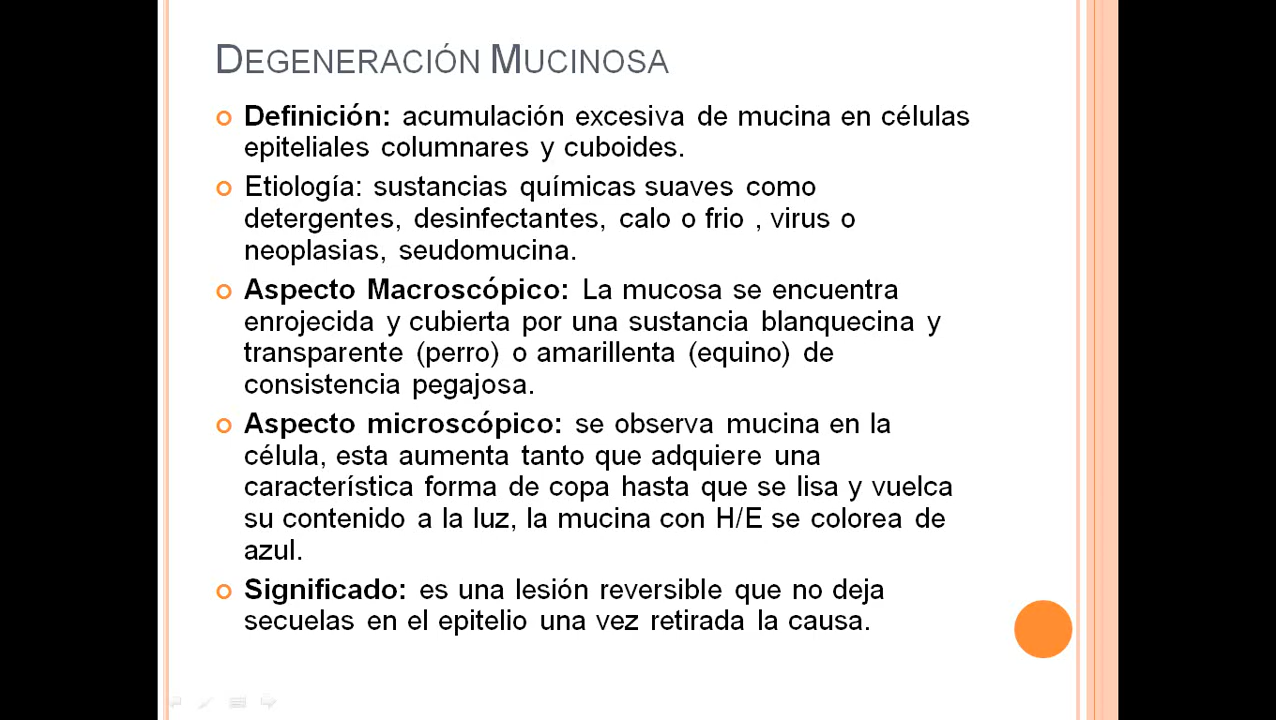 DEGENERACIÓN MUCINOSA
Definición: acumulación excesiva de mucina en células
epiteliales columnares y cuboides.
Etiología: sustancias químicas suaves como
detergentes, desinfectantes, calo o frio , virus o
neoplasias, seudomucina.
Aspecto Macroscópico: La mucosa se encuentra
enrojecida y cubierta por una sustancia blanquecina y
transparente (perro) o amarillenta (equino) de
consistencia pegajosa.
Aspecto microscópico: se observa mucina en la
célula, esta aumenta tanto que adquiere una
característica forma de copa hasta que se lisa y vuelca
su contenido a la luz, la mucina con H/E se colorea de
azul.
Significado: es una lesión reversible que no deja
secuelas en el epitelio una vez retirada la causa.